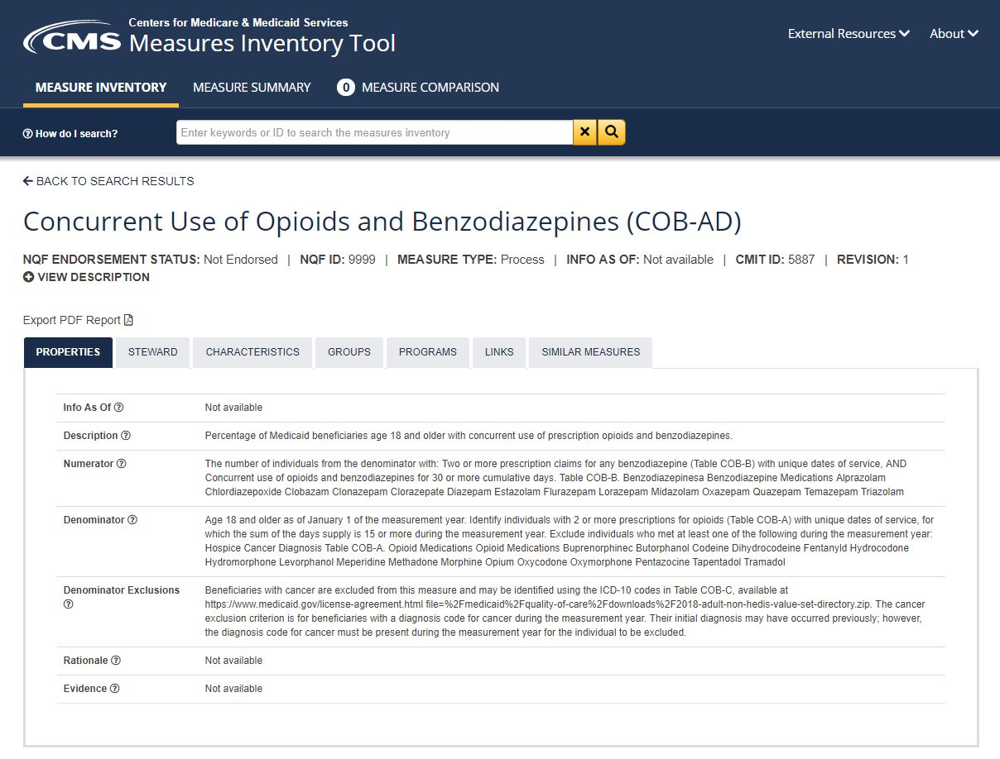 CMS
Centers for Medicare & Medicaid Services
Measures Inventory Tool
External Resources
About
MEASURE INVENTORY
MEASURE SUMMARY
0 MEASURE COMPARISON
How do I search?
Enter keywords or ID to search the measures inventory
BACK TO SEARCH RESULTS
Concurrent Use of Opioids and Benzodiazepines (COB-AD)
NQF ENDORSEMENT STATUS: Not Endorsed | NQF ID: 9999 | MEASURE TYPE: Process | INFO AS OF: Not available | CMIT ID: 5887 | REVISION: 1
VIEW DESCRIPTION
Export PDF Report
PROPERTIES
STEWARD
CHARACTERISTICS
GROUPS
PROGRAMS
LINKS
SIMILAR MEASURES
Info As Of
Not available
Description
Percentage of Medicaid beneficiaries age 18 and older with concurrent use of prescription opioids and benzodiazepines.
Numerator
The number of individuals from the denominator with: Two or more prescription claims for any benzodiazepine (Table COB-B) with unique dates of service, AND
Concurrent use of opioids and benzodiazepines for 30 or more cumulative days. Table COB-B. Benzodiazepinesa Benzodiazepine Medications Alprazolam
Chlordiazepoxide Clobazam Clonazepam Clorazepate Diazepam Estazolam Flurazepam Lorazepam Midazolam Oxazepam Quazepam Temazepam Triazolam
Denominator
Age 18 and older as of January 1 of the measurement year. Identify individuals with 2 or more prescriptions for opioids (Table COB-A) with unique dates of service, for
which the sum of the days supply is 15 or more during the measurement year. Exclude individuals who met at least one of the following during the measurement year:
Hospice Cancer Diagnosis Table COB-A. Opioid Medications Opioid Medications Buprenorphinec Butorphanol Codeine Dihydrocodeine Fentanyld Hydrocodone
Hydromorphone Levorphanol Meperidine Methadone Morphine Opium Oxycodone Oxymorphone Pentazocine Tapentadol Tramadol
Denominator Exclusions
Beneficiaries with cancer are excluded from this measure and may be identified using the ICD-10 codes in Table COB-C, available at
https://www.medicaid.gov/license-agreement.html file=%2Fmedicaid%2Fquality-of-care%2Fdownloads%2F2018-adult-non-hedis-value-set-directory.zip. The cancer
exclusion criterion is for beneficiaries with a diagnosis code for cancer during the measurement year. Their initial diagnosis may have occurred previously; however,
the diagnosis code for cancer must be present during the measurement year for the individual to be excluded.
Rationale
Not available
Evidence
Not available